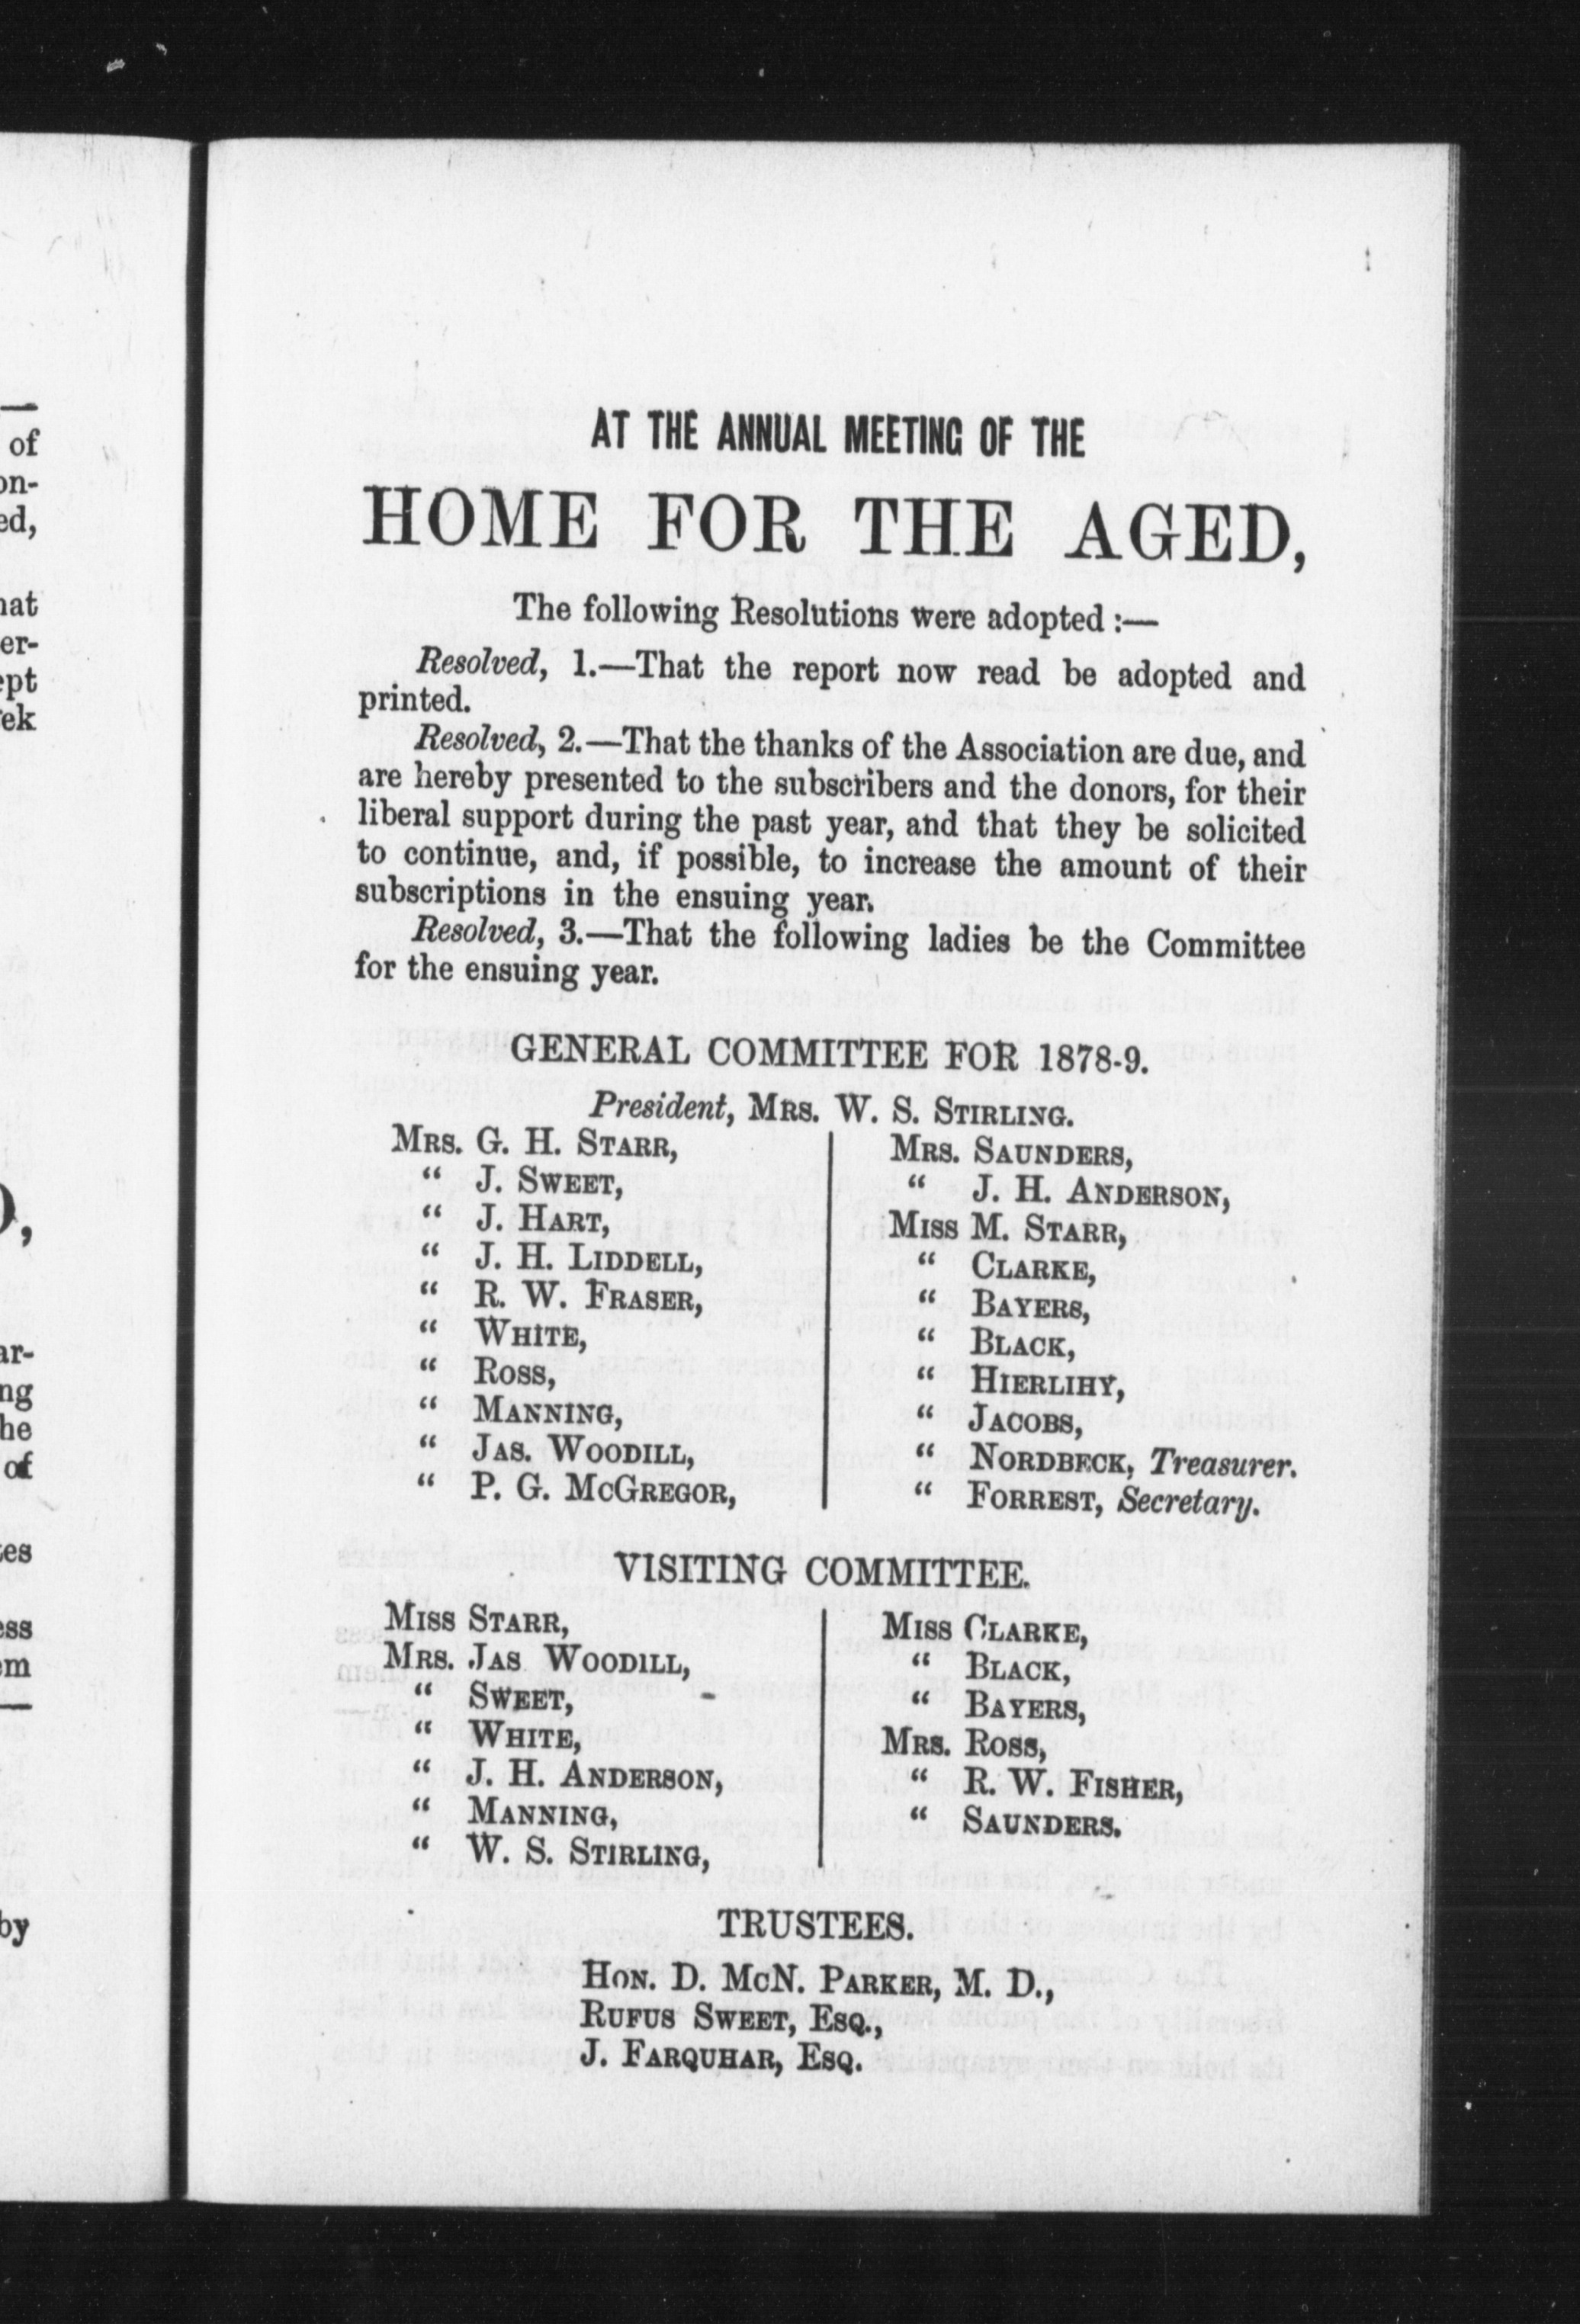 AT THE ANNUAL MEETING OF THE
HOME FOR THE AGED,
The following Resolutions were adopted :—
Resolved, 1.—That the report now read be adopted and
printed.
Resolved, 2.—That the thanks of the Association are due, and
are hereby presented to the subscribers and the donors, for their
liberal support during the past year, and that they be solicited
to continue, and, if possible, to increase the amount of their
subscriptions in the ensuing year.
Resolved, 3.—That the following ladies be the Committee
for the ensuing year.
GENERAL COMMITTEE FOR 1878-9.
President, MRS. W. S. STIRLING.
MRS. G. H. STARR,
“ J. SWEET,
“ J. HART,
“ J. H. LIDDELL,
“ R. W. FRASER,
“ WHITE,
“ ROSS,
“ MANNING,
“ JAS. WOODILL,
“ P. G. MCGREGOR,
MRS. SAUNDERS,
“ J. H. ANDERSON,
MISS M. STARR,
“ CLARKE,
“ BAYERS,
“ BLACK,
“ HIERLIHY,
“ JACOBS,
“ NORDBECK, Treasurer.
“ FORREST, Secretary.
VISITING COMMITTEE.
MISS STARR,
MRS. JAS WOODILL,
“ SWEET,
“ WHITE,
“ J. H. ANDERSON,
“ MANNING,
“ W. S. STIRLING,
MISS CLARKE,
“ BLACK,
“ BAYERS,
MRS. ROSS,
“ R. W. FISHER,
“ SAUNDERS.
TRUSTEES.
HON. D. MCN. PARKER, M. D.,
RUFUS SWEET, ESQ.,
J. FARQUHAR, ESQ.